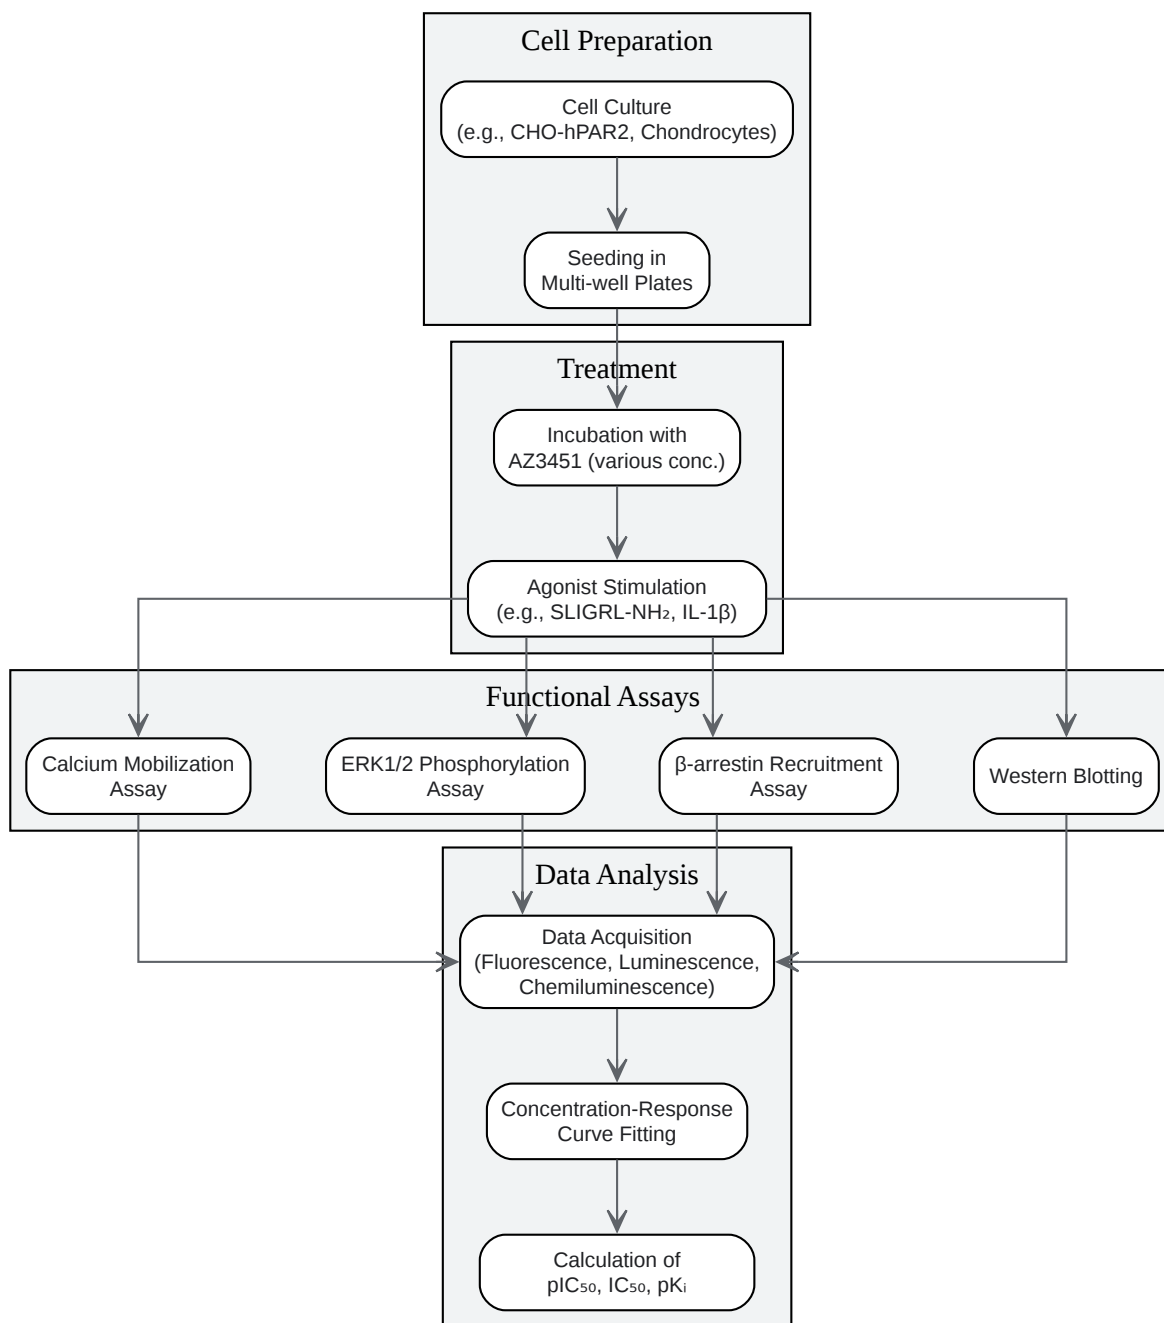 Cell Preparation
Cell Culture
(e.g., CHO-hPAR2, Chondrocytes)
Seeding in
Multi-well Plates
Treatment
Incubation with
AZ3451 (various conc.)
Agonist Stimulation
(e.g., SLIGRL-NH₂, IL-1β)
Functional Assays
Calcium Mobilization
Assay
ERK1/2 Phosphorylation
Assay
β-arrestin Recruitment
Assay
Western Blotting
Data Analysis
Data Acquisition
(Fluorescence, Luminescence,
Chemiluminescence)
Concentration-Response
Curve Fitting
Calculation of
pIC₅₀, IC₅₀, pKᵢ